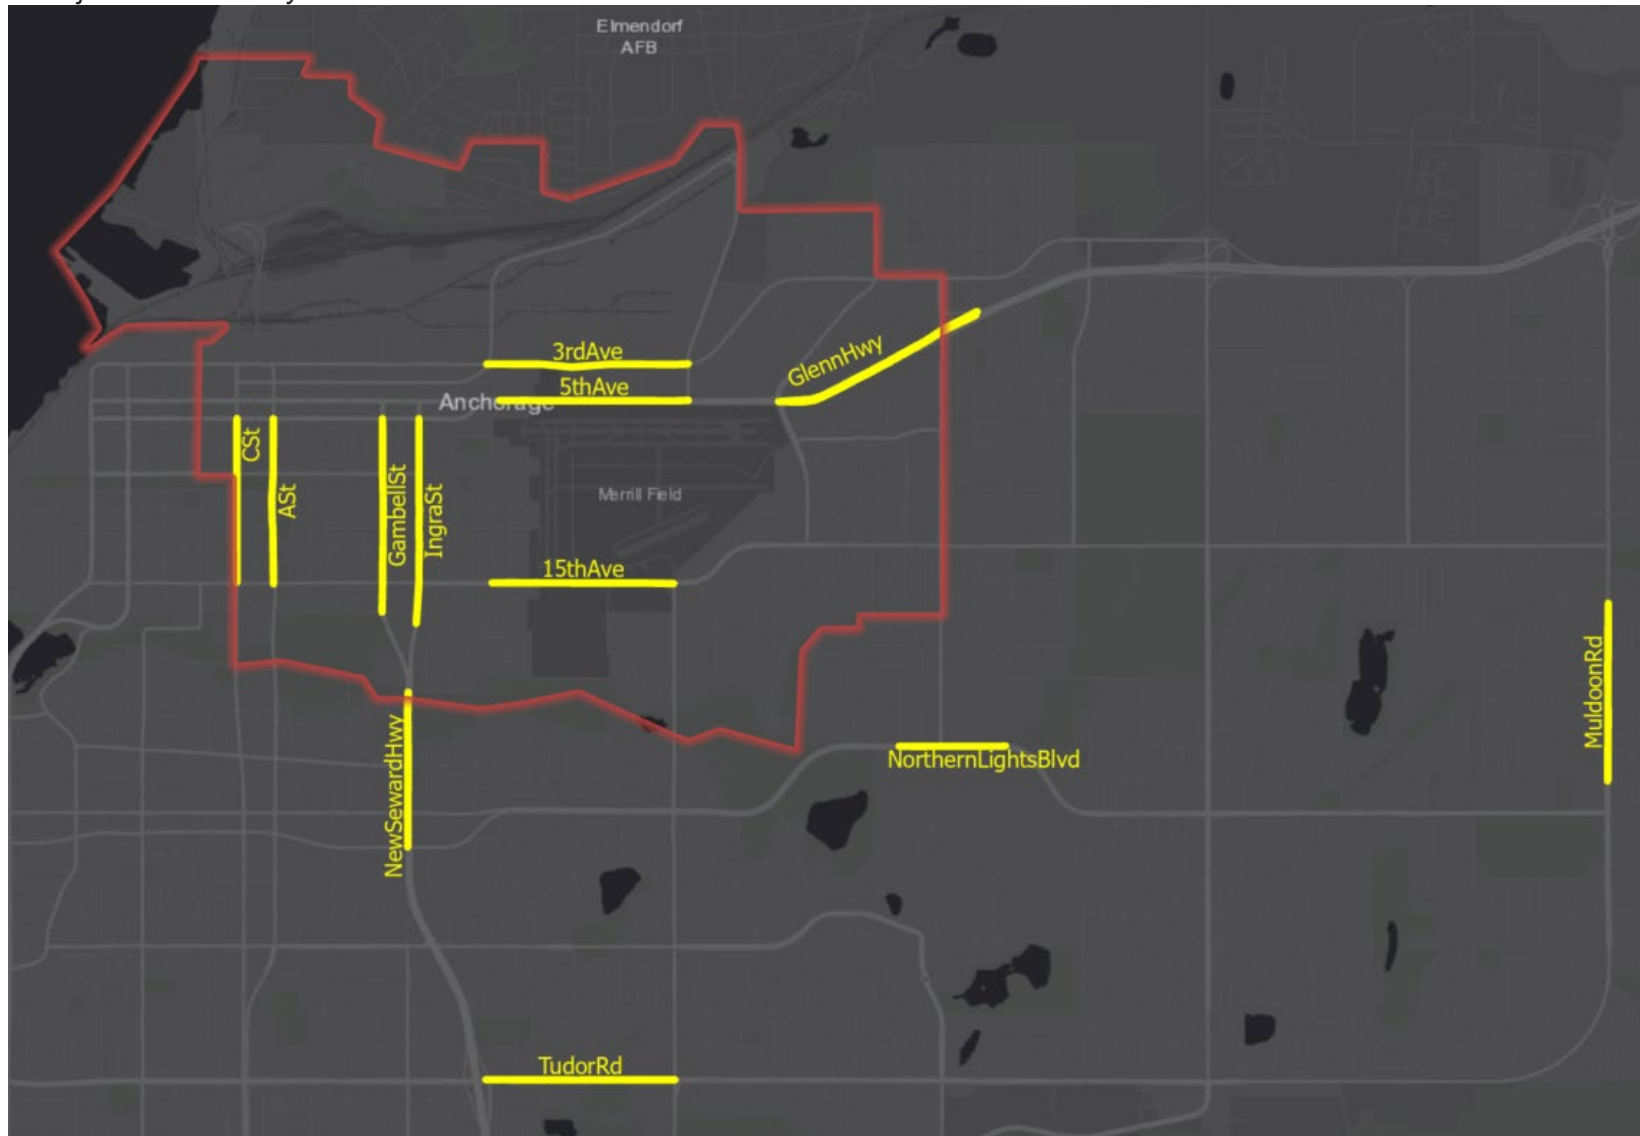 Elmendorf
AFB
3rdAve
GlennHwy
5thAve
Anchorage
CSt
ASt
GambellSt
IngraSt
Merrill Field
15thAve
MuldoonRd
NewSewardHwy
NorthernLightsBlvd
TudorRd